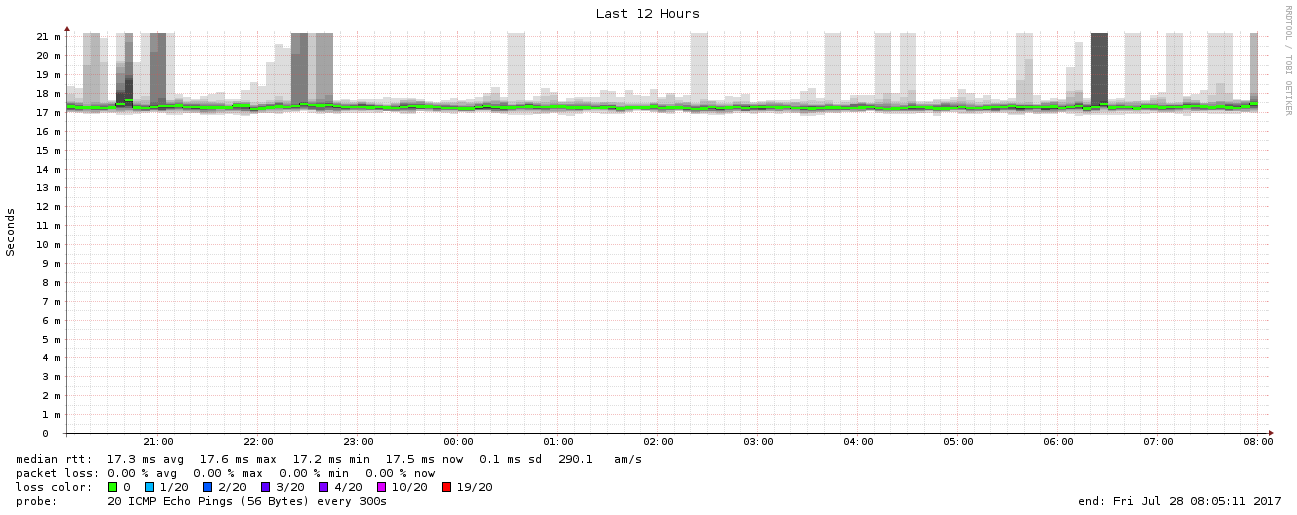 Last 12 Hours
RRDTOOL / TOBI OETIKER
Seconds
21 m
20 m
19 m
18 m
17 m
16 m
15 m
14 m
13 m
12 m
11 m
10 m
9 m
8 m
7 m
6 m
5 m
4 m
3 m
2 m
1 m
0
21:00 22:00 23:00 00:00 01:00 02:00 03:00 04:00 05:00 06:00 07:00 08:00
median rtt: 17.3 ms avg 17.6 ms max 17.2 ms min 17.5 ms now 0.1 ms sd 290.1 am/s
packet loss: 0.00 % avg 0.00 % max 0.00 % min 0.00 % now
loss color: 0 1/20 2/20 3/20 4/20 10/20 19/20
probe: 20 ICMP Echo Pings (56 Bytes) every 300s end: Fri Jul 28 08:05:11 2017